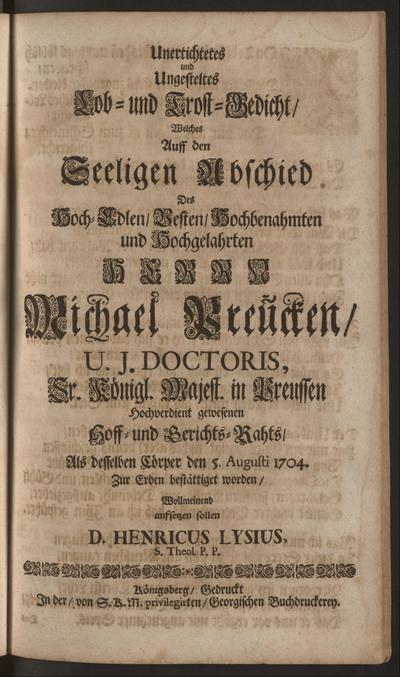 Unertichtetes
und
Ungesteltes
Lob- und Trost-Gedicht/
Welches
Auff den
Seeligen Abschied
Des
Hoch-Edlen/ Vesten/ Hochbenahmten
und Hochgelahrten
HERRN
Michael Preücken/
U. J. DOCTORIS,
Sr. Königl. Majest. in Preussen
Hochverdient gewesenen
Hoff- und Gerichts-Rahts/
Als desselben Cörper den 5. Augusti 1704.
Zur Erden bestättiget worden/
Wollmeinend
auffsetzen sollen
D. HENRICUS LYSIUS,
S. Theol. P. P.
Königsberg/ Gedruckt
In der/ von S. K. M. privilegirten/ Georgischen Buchdruckerey.